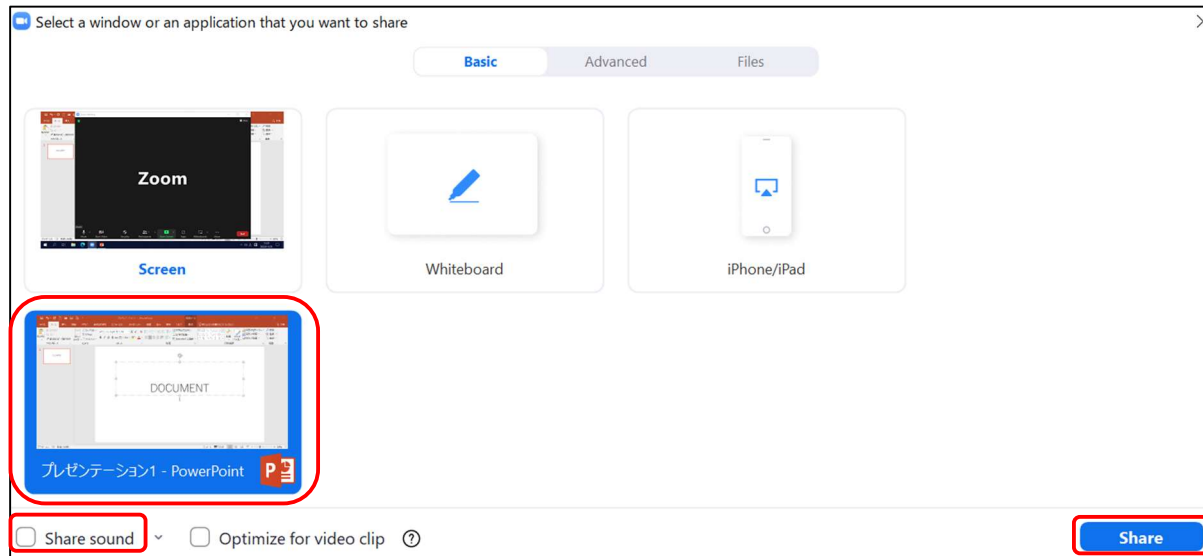 Select a window or an application that you want to share
Basic Advanced Files
Zoom
Screen
Whiteboard
iPhone/iPad
DOCUMENT
プレゼンテーション1 - PowerPoint
Share sound
Optimize for video clip
Share